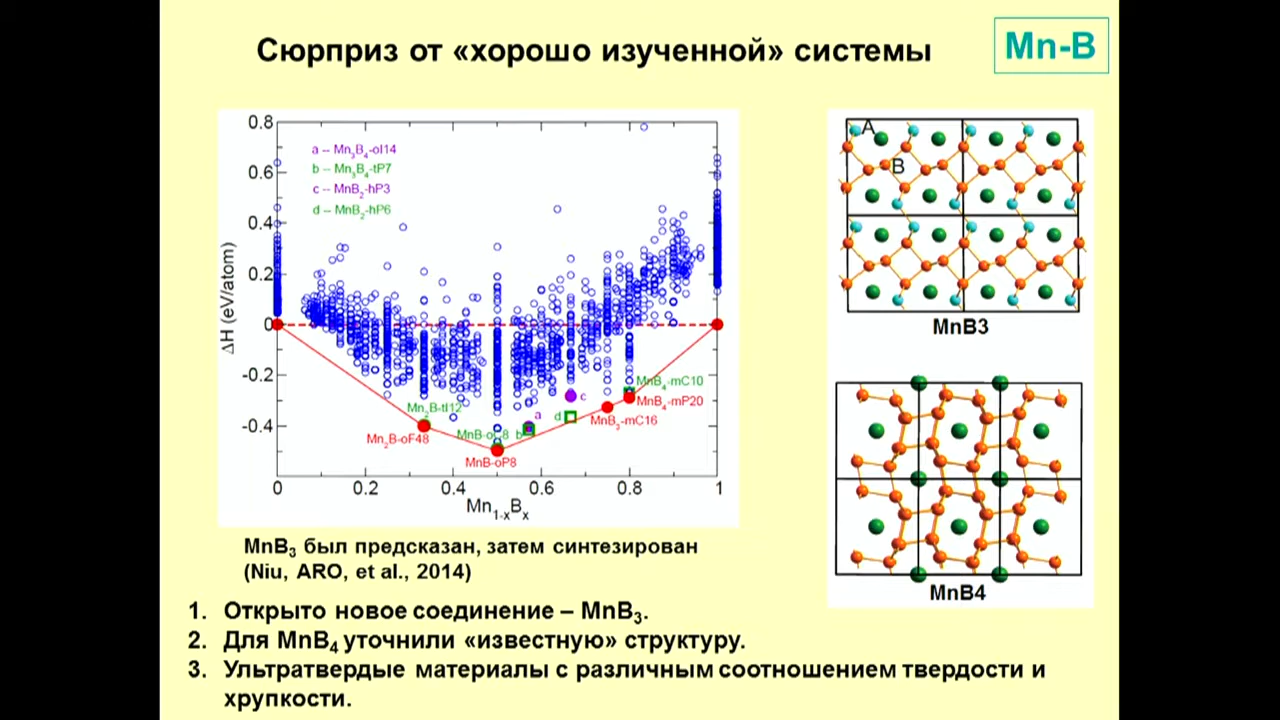 Сюрприз от «хорошо изученной» системы
Mn-B
a -- Mn3B4-oI14
b -- Mn3B4-tP7
c -- MnB2-hP3
d -- MnB2-hP6
0.8
0.6
0.4
0.2
0
-0.2
-0.4
ΔH (eV/atom)
Mn2B-tI12
Mn2B-oF48
MnB-oC8
MnB-oP8
b
a
c
d
MnB4-mC10
MnB4-mP20
MnB3-mC16
0 0.2 0.4 0.6 0.8 1
Mn1-xBx
A
B
MnB3
MnB4
MnB3 был предсказан, затем синтезирован
(Niu, ARO, et al., 2014)
1. Открыто новое соединение – MnB3.
2. Для MnB4 уточнили «известную» структуру.
3. Ультратвердые материалы с различным соотношением твердости и
хрупкости.